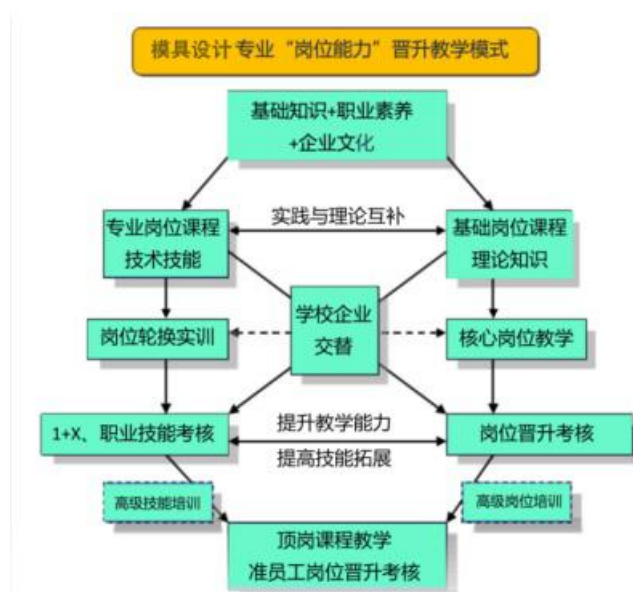 模具设计专业“岗位能力”晋升教学模式
基础知识+职业素养
+企业文化
专业岗位课程
技术技能
实践与理论互补
基础岗位课程
理论知识
学校企业
交替
岗位轮换实训
核心岗位教学
1+X、职业技能考核
提升教学能力
提高技能拓展
岗位晋升考核
高级技能培训
高级岗位培训
顶岗课程教学
准员工岗位晋升考核